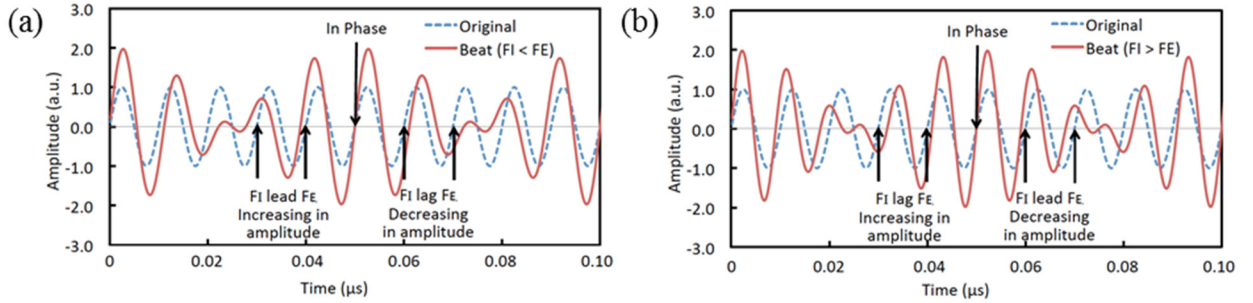 (a)
Original
Beat (FI < FE)
In Phase
3.0
2.0
1.0
0.0
-1.0
-2.0
-3.0
Amplitude (a.u.)
FI lead FE
Increasing in
amplitude
FI lag FE
Decreasing
in amplitude
0 0.02 0.04 0.06 0.08 0.10
Time (μs)
(b)
Original
Beat (FI > FE)
In Phase
3.0
2.0
1.0
0.0
-1.0
-2.0
-3.0
Amplitude (a.u.)
FI lag FE
Increasing in
amplitude
FI lead FE
Decreasing
in amplitude
0 0.02 0.04 0.06 0.08 0.10
Time (μs)